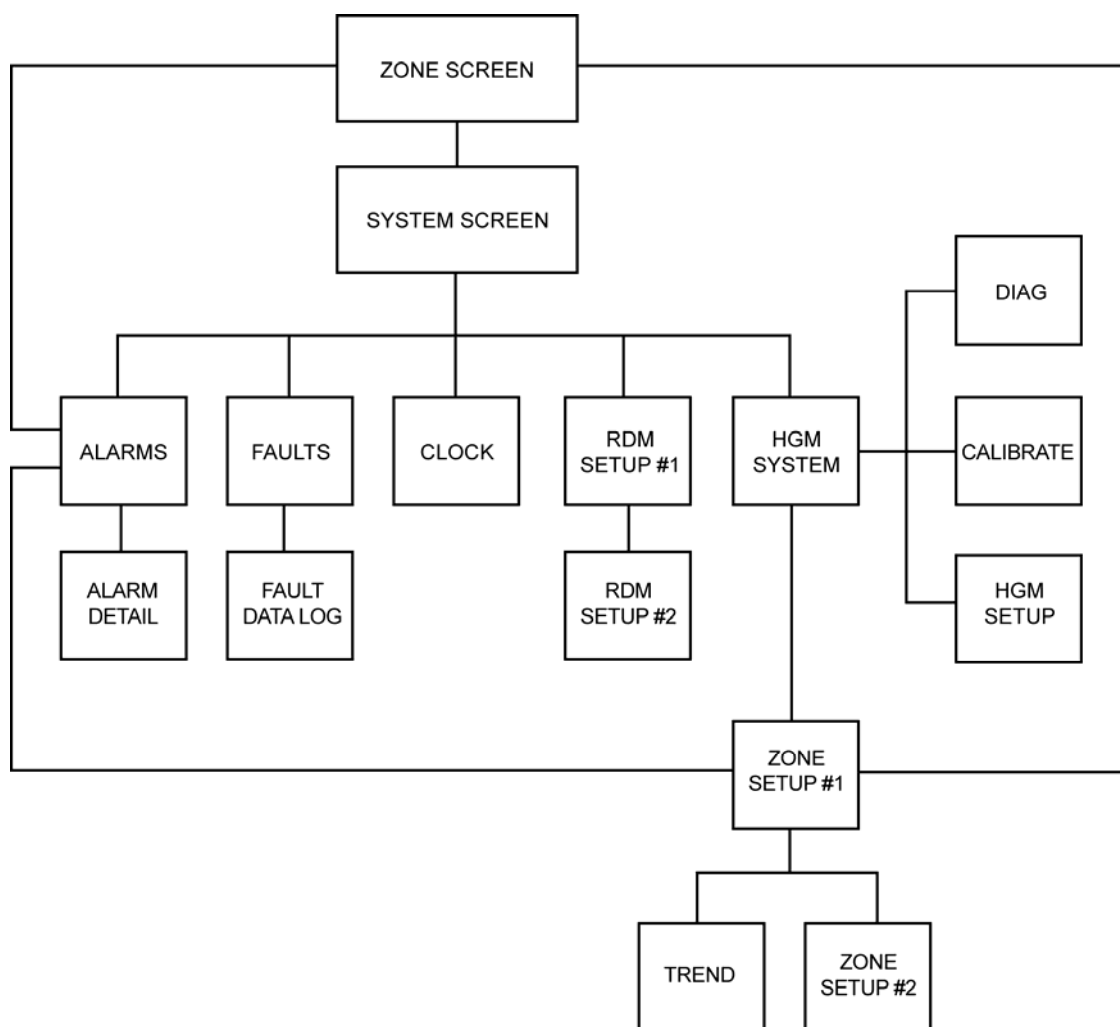 ZONE SCREEN
SYSTEM SCREEN
DIAG
ALARMS
FAULTS
CLOCK
RDM
SETUP #1
HGM
SYSTEM
CALIBRATE
ALARM
DETAIL
FAULT
DATA LOG
RDM
SETUP #2
HGM
SETUP
ZONE
SETUP #1
TREND
ZONE
SETUP #2